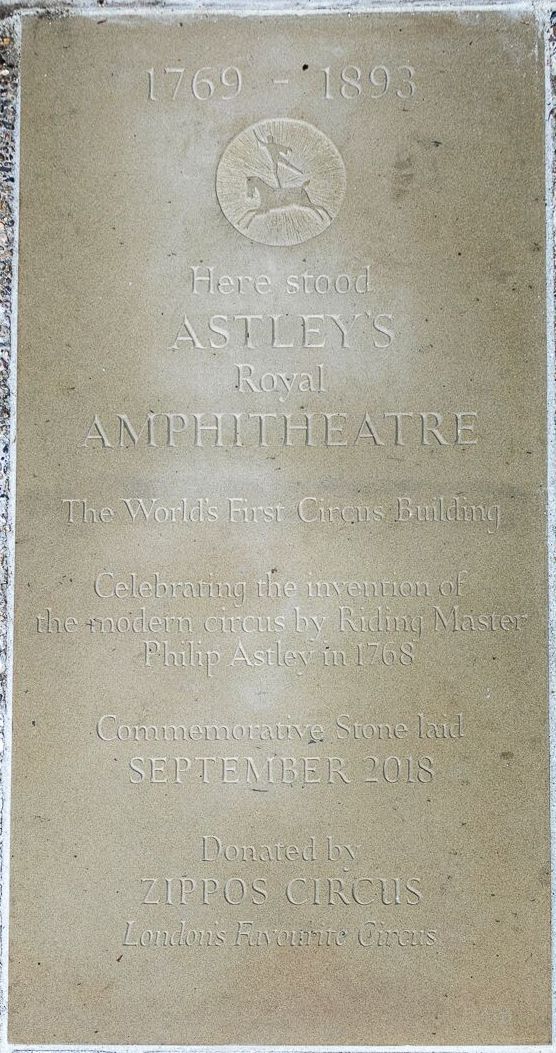 1769 - 1893
Here stood
ASTLEY'S
Royal
AMPHITHEATRE
The World's First Circus Building
Celebrating the invention of
the modern circus by Riding Master
Philip Astley in 1768
Commemorative Stone laid
SEPTEMBER 2018
Donated by
ZIPPOS CIRCUS
London's Favourite Circus